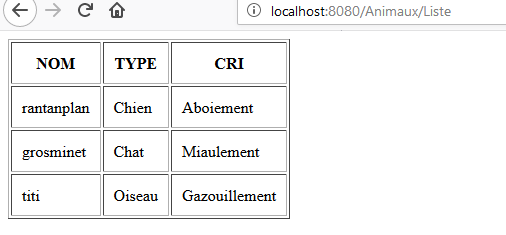 localhost:8080/Animaux/Liste
NOM TYPE CRI
rantanplan Chien Aboiement
grosminet Chat Miaulement
titi Oiseau Gazouillement